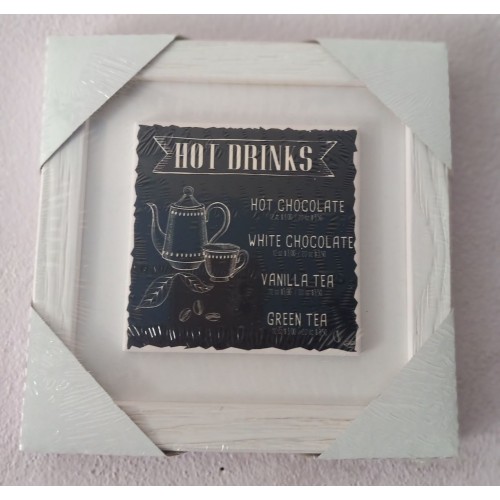 HOT DRINKS
HOT CHOCOLATE
WHITE CHOCOLATE
VANILLA TEA
GREEN TEA